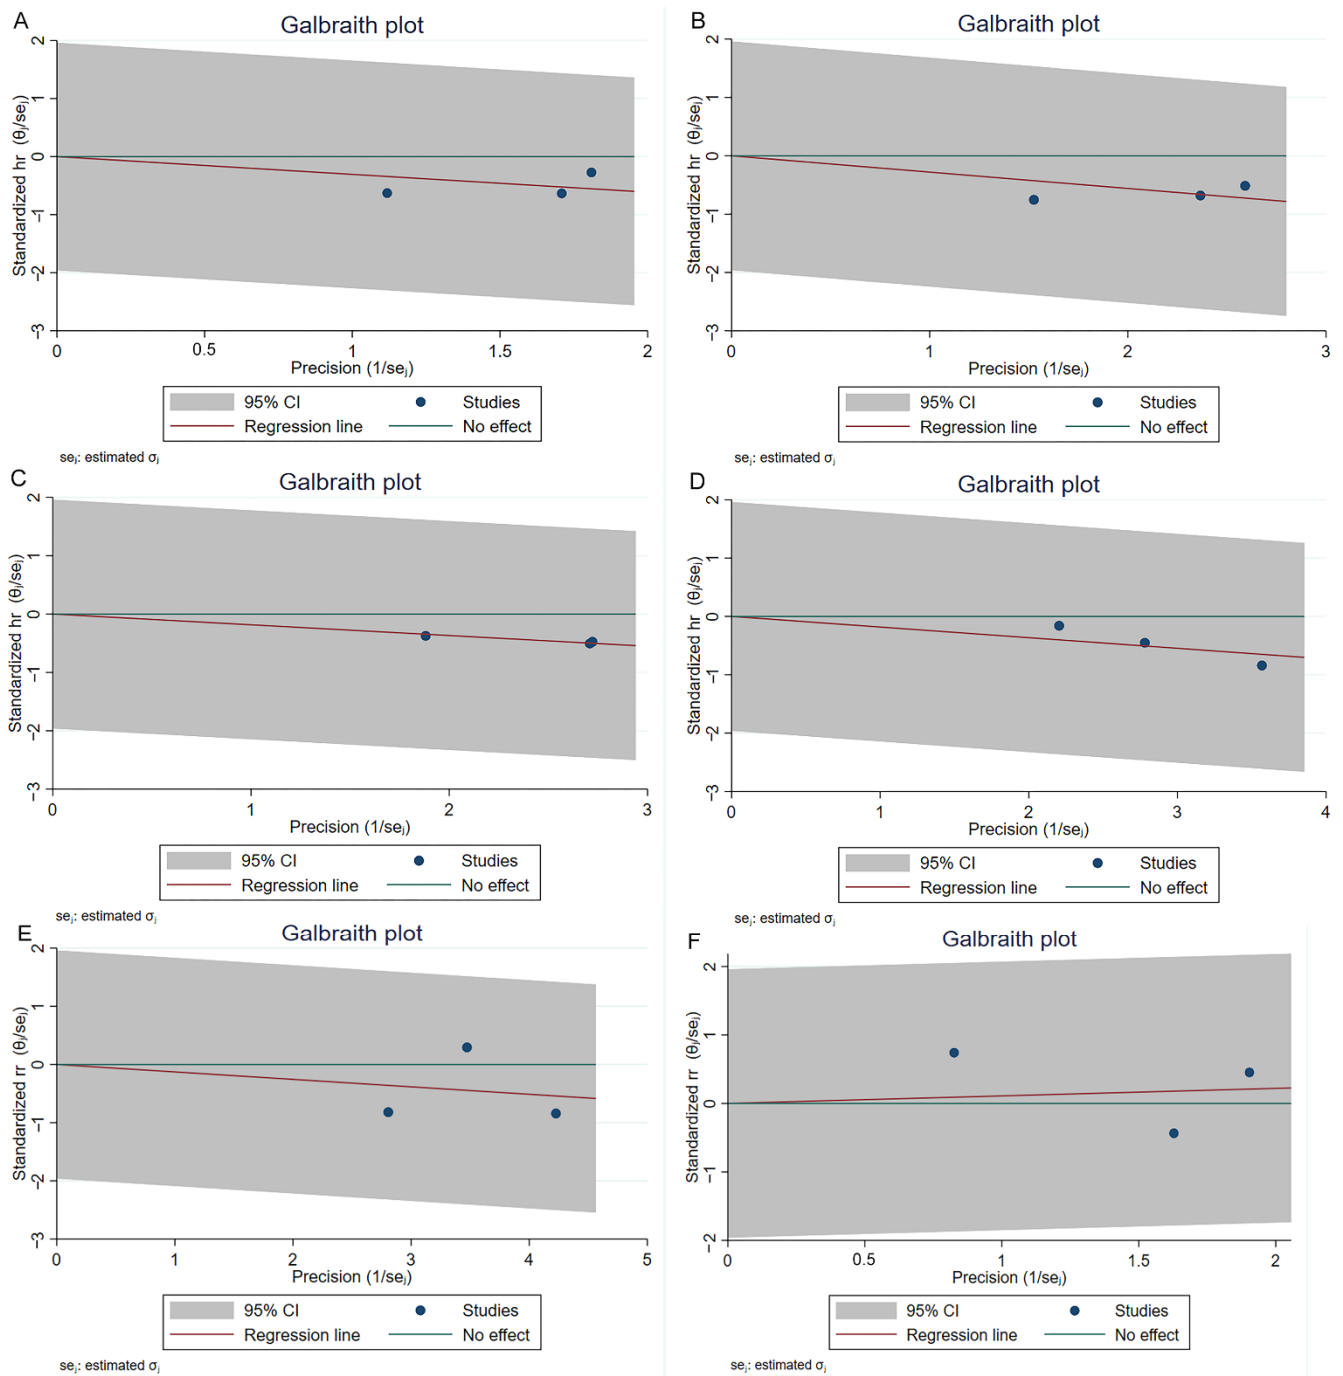 A
Galbraith plot
Standardized hr (θj/sej)
2
1
0
−1
−2
−3
0
0.5
1
1.5
2
Precision (1/sej)
95% CI
Studies
Regression line
No effect
sej: estimated σj
B
Galbraith plot
Standardized hr (θj/sej)
2
1
0
−1
−2
−3
0
1
2
3
Precision (1/sej)
95% CI
Studies
Regression line
No effect
sej: estimated σj
C
Galbraith plot
Standardized hr (θj/sej)
2
1
0
−1
−2
−3
0
1
2
3
Precision (1/sej)
95% CI
Studies
Regression line
No effect
sej: estimated σj
D
Galbraith plot
Standardized hr (θj/sej)
2
1
0
−1
−2
−3
0
1
2
3
4
Precision (1/sej)
95% CI
Studies
Regression line
No effect
sej: estimated σj
E
Galbraith plot
Standardized rr (θj/sej)
2
1
0
−1
−2
−3
0
1
2
3
4
5
Precision (1/sej)
95% CI
Studies
Regression line
No effect
sej: estimated σj
F
Galbraith plot
Standardized rr (θj/sej)
2
1
0
−1
−2
0
0.5
1
1.5
2
Precision (1/sej)
95% CI
Studies
Regression line
No effect
sej: estimated σj